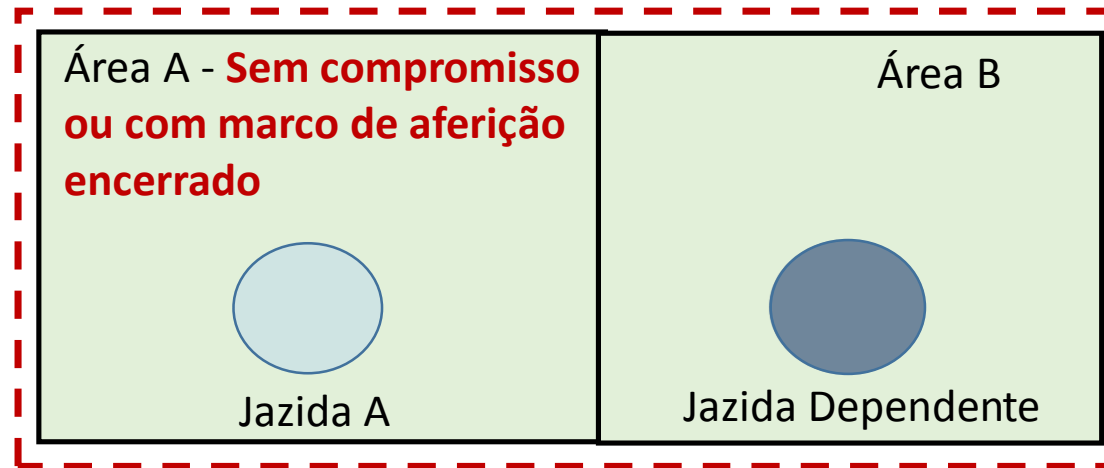 Área A - Sem compromisso
ou com marco de aferição
encerrado
Área B
Jazida A
Jazida Dependente